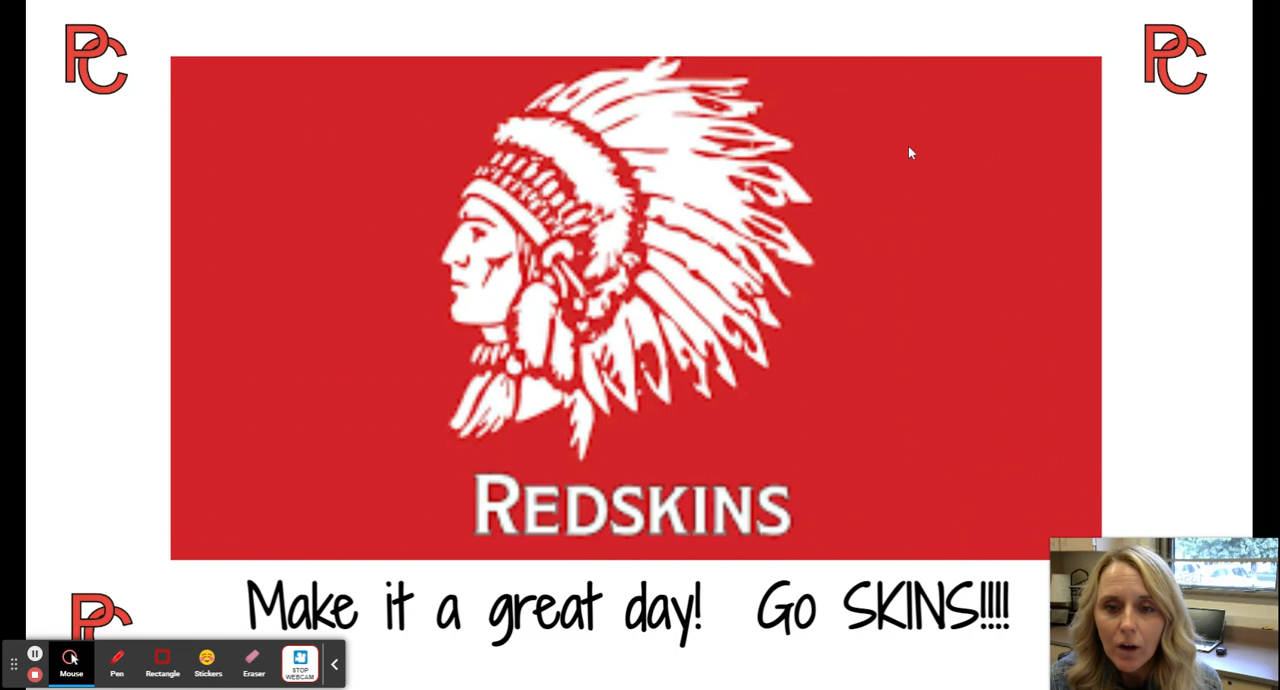 PC
PC
REDSKINS
Make it a great day! Go SKINS!!!!
PC
Mouse
Pen
Rectangle
Stickers
Eraser
STOP
WEBCAM